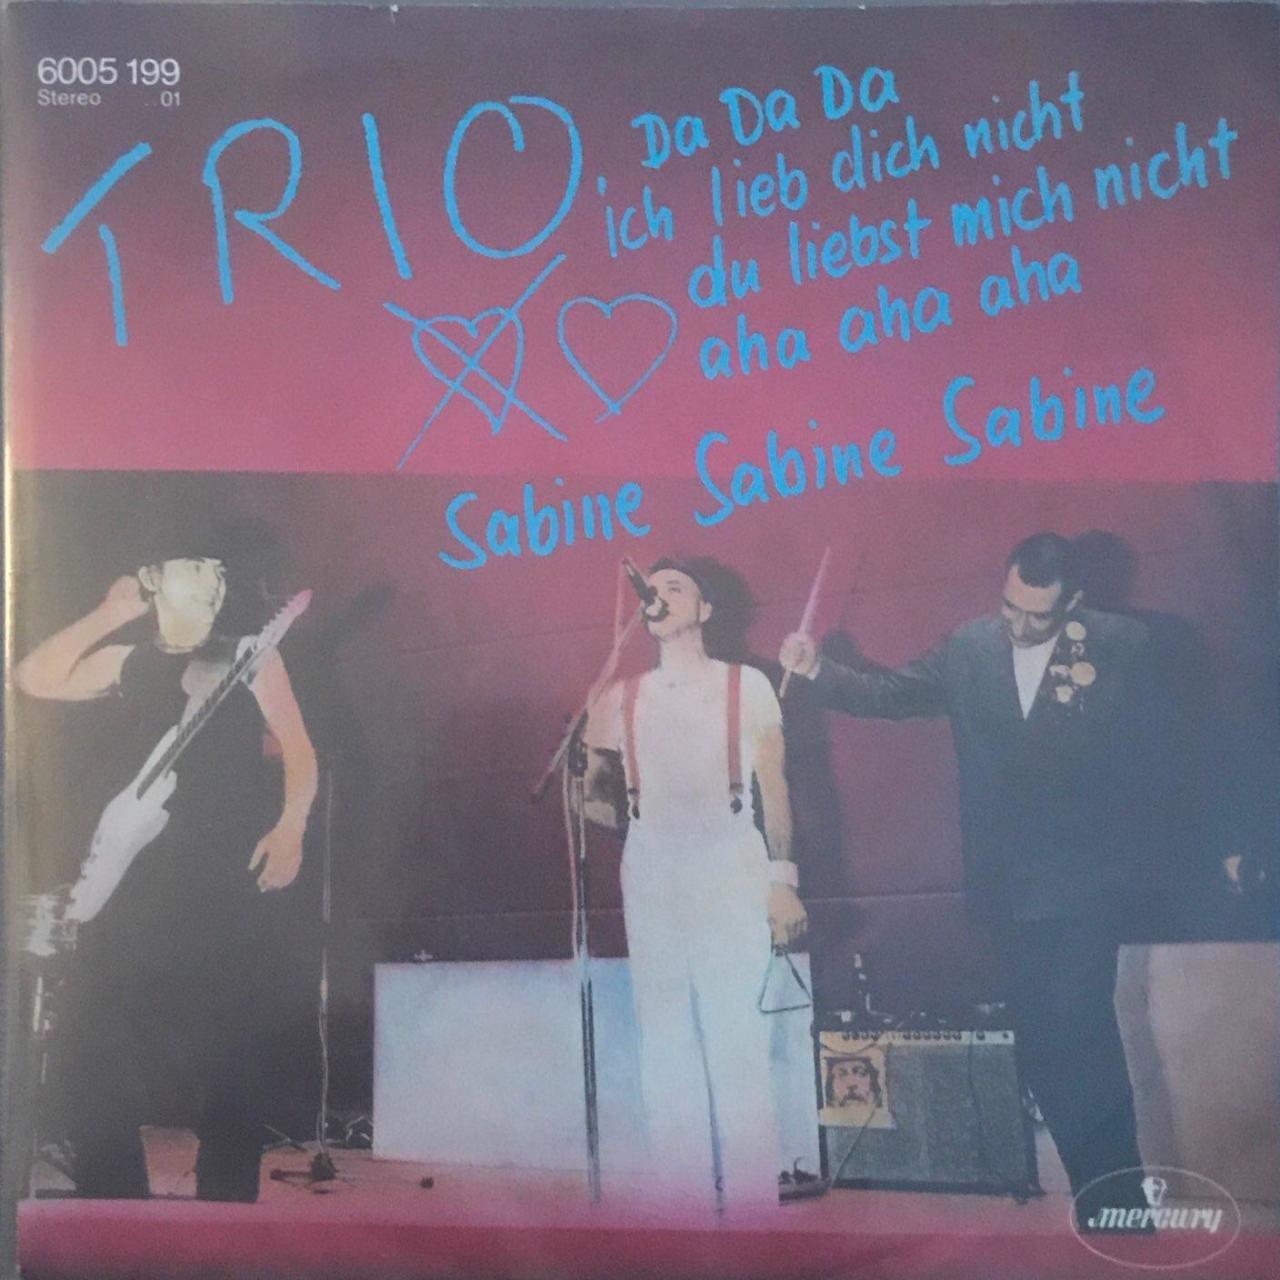 6005 199
Stereo 01
TRIO
Da Da Da
ich lieb dich nicht
du liebst mich nicht
aha aha aha
Sabine Sabine Sabine
mercury